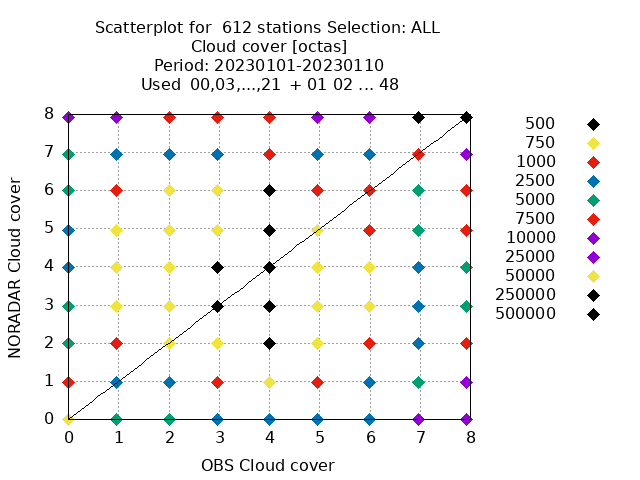 Scatterplot for  612 stations Selection: ALL
Cloud cover [octas]
Period: 20230101-20230110
Used  00,03,...,21  + 01 02 ... 48
8
7
6
5
4
3
2
1
0
NORADAR Cloud cover
0 1 2 3 4 5 6 7 8
OBS Cloud cover
500
750
1000
2500
5000
7500
10000
25000
50000
250000
500000